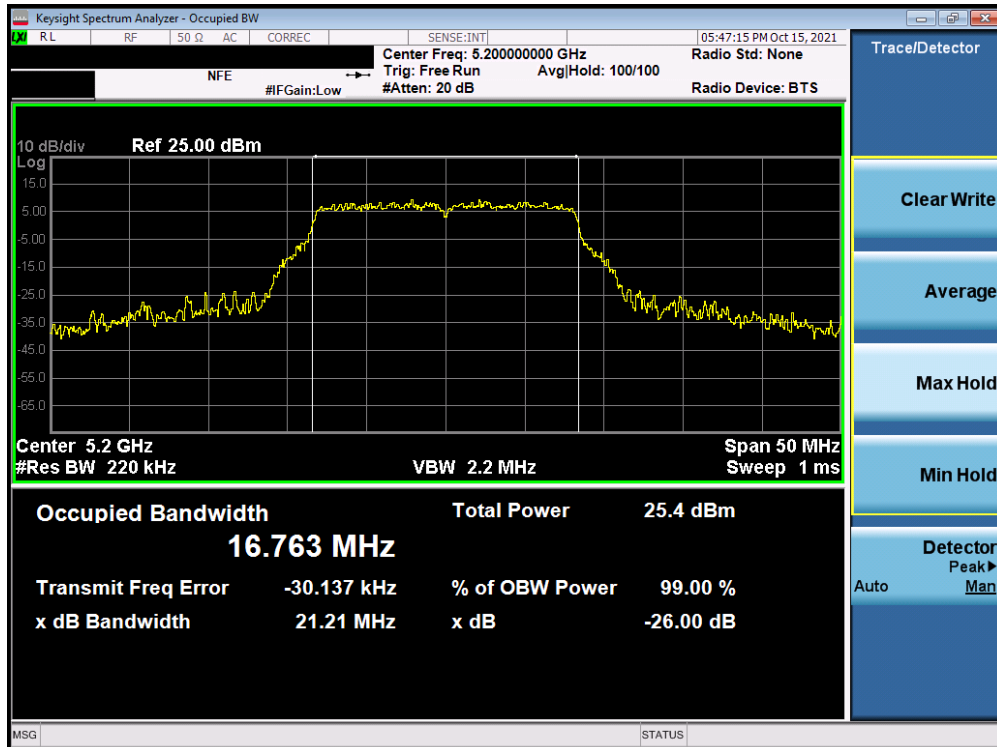 Keysight Spectrum Analyzer - Occupied BW
LXI RL RF 50 Ω AC CORREC SENSE:INT 05:47:15 PM Oct 15, 2021
Center Freq: 5.200000000 GHz Radio Std: None
NFE Trig: Free Run Avg|Hold: 100/100
#IFGain:Low #Atten: 20 dB Radio Device: BTS
10 dB/div Ref 25.00 dBm
Log
15.0
5.00
-5.00
-15.0
-25.0
-35.0
-45.0
-55.0
-65.0
Center 5.2 GHz Span 50 MHz
#Res BW 220 kHz VBW 2.2 MHz Sweep 1 ms
Occupied Bandwidth Total Power 25.4 dBm
16.763 MHz
Transmit Freq Error -30.137 kHz % of OBW Power 99.00 %
x dB Bandwidth 21.21 MHz x dB -26.00 dB
MSG STATUS
Trace/Detector
Clear Write
Average
Max Hold
Min Hold
Detector
Peak▶
Auto Man